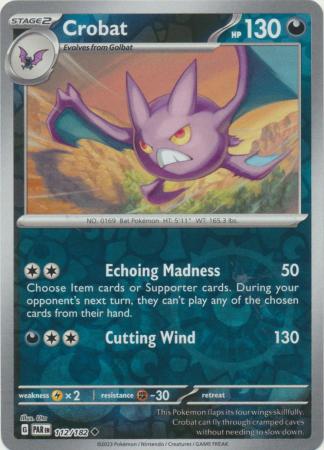 STAGE2
Crobat
HP 130
Evolves from Golbat
NO. 0169 Bat Pokémon HT: 5'11" WT: 165.3 lbs.
Echoing Madness 50
Choose Item cards or Supporter cards. During your
opponent's next turn, they can't play any of the chosen
cards from their hand.
Cutting Wind 130
weakness ×2 resistance -30 retreat
Illus. Oku
G PAR EN 112/182
This Pokémon flaps its four wings skillfully.
Crobat can fly through cramped caves
without needing to slow down.
©2023 Pokémon / Nintendo / Creatures / GAME FREAK